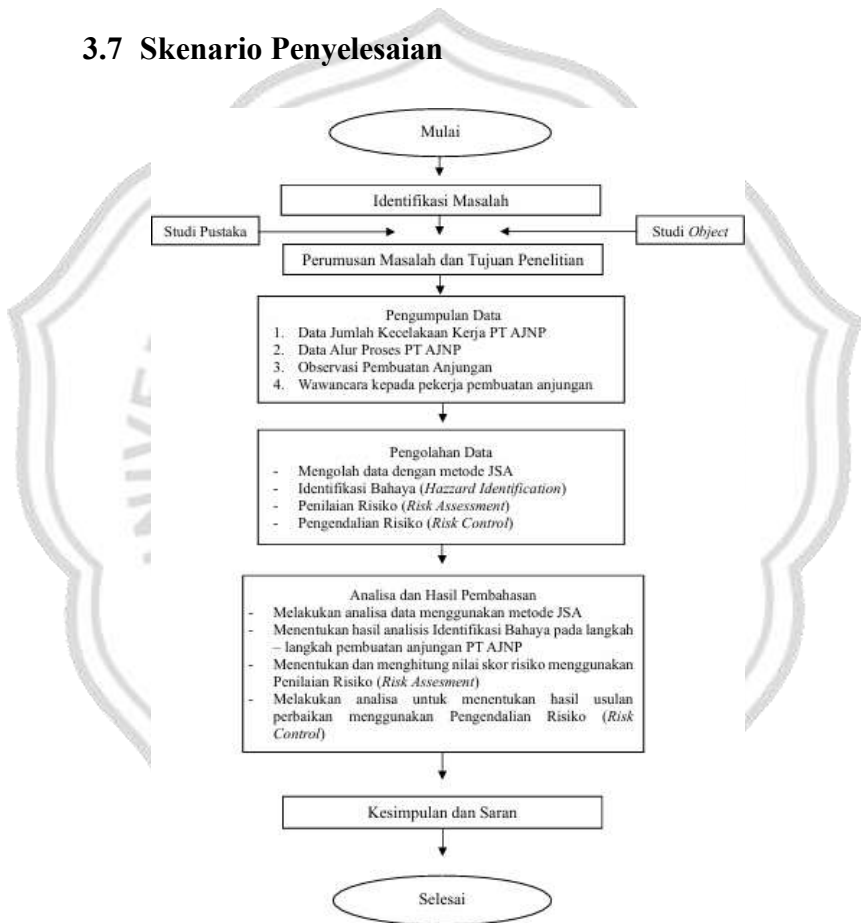 3.7 Skenario Penyelesaian
Mulai
Identifikasi Masalah
Studi Pustaka
Studi Object
Perumusan Masalah dan Tujuan Penelitian
Pengumpulan Data
1. Data Jumlah Kecelakaan Kerja PT AJNP
2. Data Alur Proses PT AJNP
3. Observasi Pembuatan Anjungan
4. Wawancara kepada pekerja pembuatan anjungan
Pengolahan Data
- Mengolah data dengan metode JSA
- Identifikasi Bahaya (Hazzard Identification)
- Penilaian Risiko (Risk Assessment)
- Pengendalian Risiko (Risk Control)
Analisa dan Hasil Pembahasan
- Melakukan analisa data menggunakan metode JSA
- Menentukan hasil analisis Identifikasi Bahaya pada langkah
– langkah pembuatan anjungan PT AJNP
- Menentukan dan menghitung nilai skor risiko menggunakan
Penilaian Risiko (Risk Assesment)
- Melakukan analisa untuk menentukan hasil usulan
perbaikan menggunakan Pengendalian Risiko (Risk
Control)
Kesimpulan dan Saran
Selesai